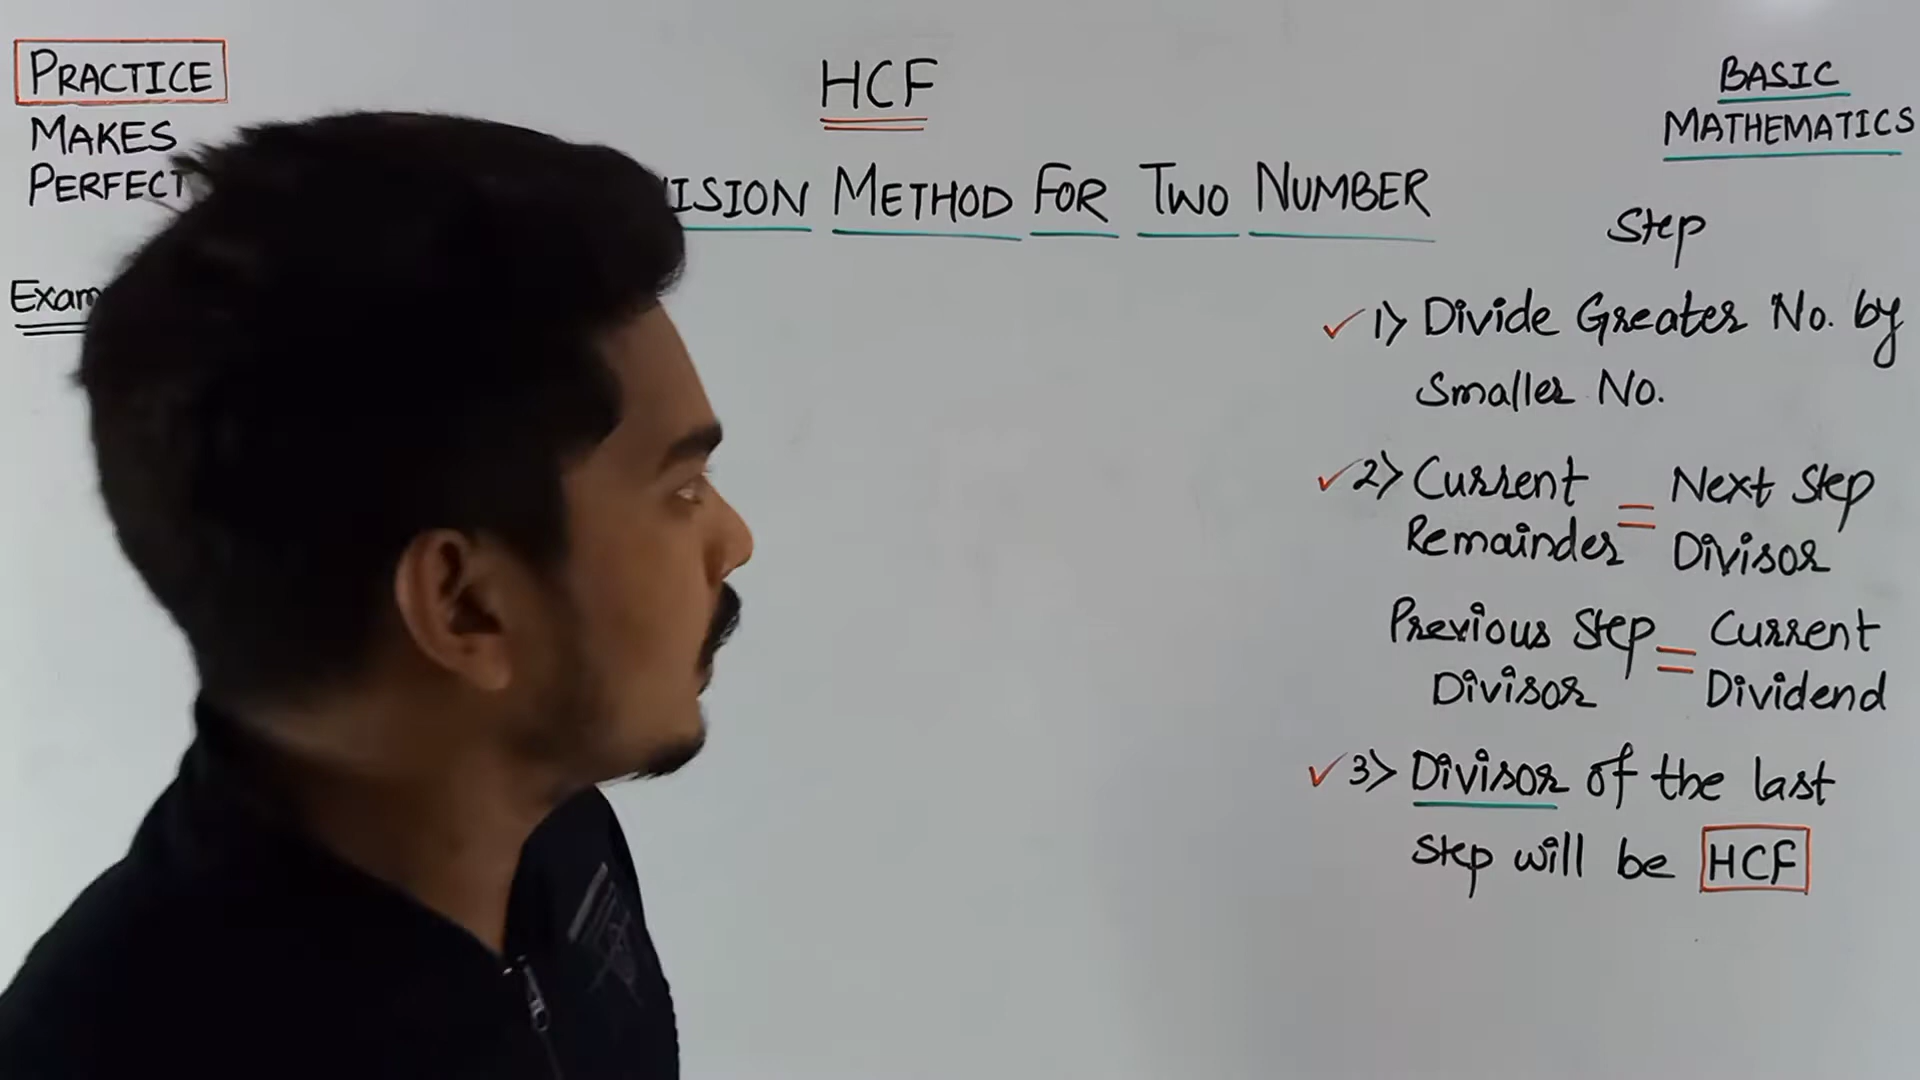 PRACTICE
MAKES
PERFECT
HCF
METHOD FOR TWO NUMBER
BASIC
MATHEMATICS
Step
1) Divide Greater No. by
Smaller No.
2) Current Remainder = Next Step Divisor
Previous Step Divisor = Current Dividend
3) Divisor of the last
Step will be HCF